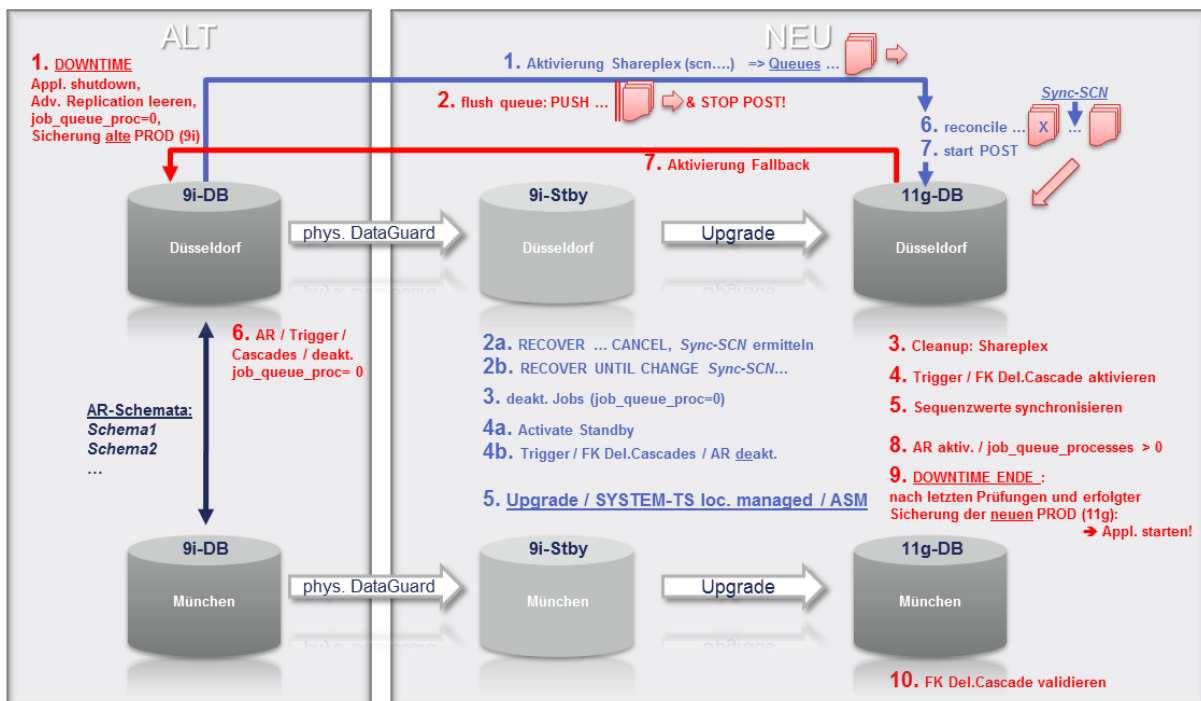 ALT
NEU
1. DOWNTIME
Appl. shutdown,
Adv. Replication leeren,
job_queue_proc=0,
Sicherung alte PROD (9i)
1. Aktivierung Shareplex (scn....) => Queues ...
2. flush queue: PUSH ... & STOP POST!
Sync-SCN
6. reconcile ... X ...
7. start POST
7. Aktivierung Fallback
9i-DB
Düsseldorf
phys. DataGuard
9i-Stby
Düsseldorf
Upgrade
11g-DB
Düsseldorf
6. AR / Trigger /
Cascades / deakt.
job_queue_proc= 0
AR-Schemata:
Schema1
Schema2
...
2a. RECOVER ... CANCEL, Sync-SCN ermitteln
2b. RECOVER UNTIL CHANGE Sync-SCN...
3. deakt. Jobs (job_queue_proc=0)
4a. Activate Standby
4b. Trigger / FK Del.Cascades / AR deakt.
5. Upgrade / SYSTEM-TS loc. managed / ASM
3. Cleanup: Shareplex
4. Trigger / FK Del.Cascade aktivieren
5. Sequenzwerte synchronisieren
8. AR aktiv. / job_queue_processes > 0
9. DOWNTIME ENDE :
nach letzten Prüfungen und erfolgter
Sicherung der neuen PROD (11g):
➔ Appl. starten!
9i-DB
München
phys. DataGuard
9i-Stby
München
Upgrade
11g-DB
München
10. FK Del.Cascade validieren